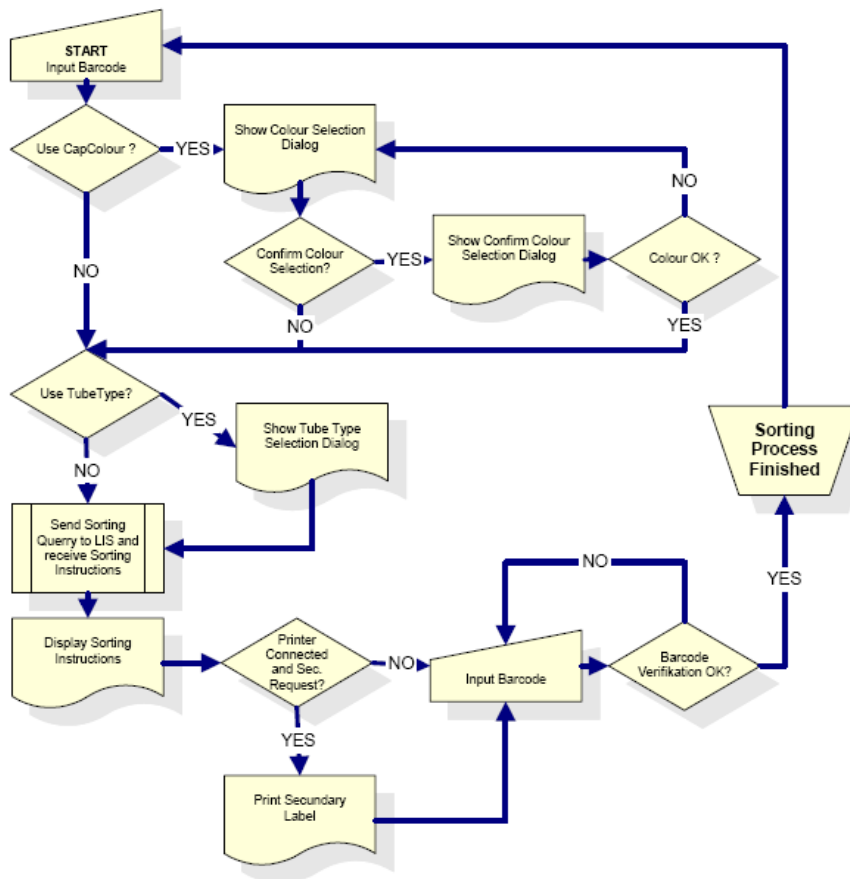 START
Input Barcode
Use CapColour ?
YES
Show Colour Selection
Dialog
NO
NO
Confirm Colour
Selection?
YES
Show Confirm Colour
Selection Dialog
Colour OK ?
NO
YES
Use TubeType?
YES
Show Tube Type
Selection Dialog
Sorting
Process
Finished
NO
Send Sorting
Querry to LIS and
receive Sorting
Instructions
NO
YES
Display Sorting
Instructions
Printer
Connected
and Sec.
Request?
NO
Input Barcode
Barcode
Verifikation OK?
YES
Print Secundary
Label